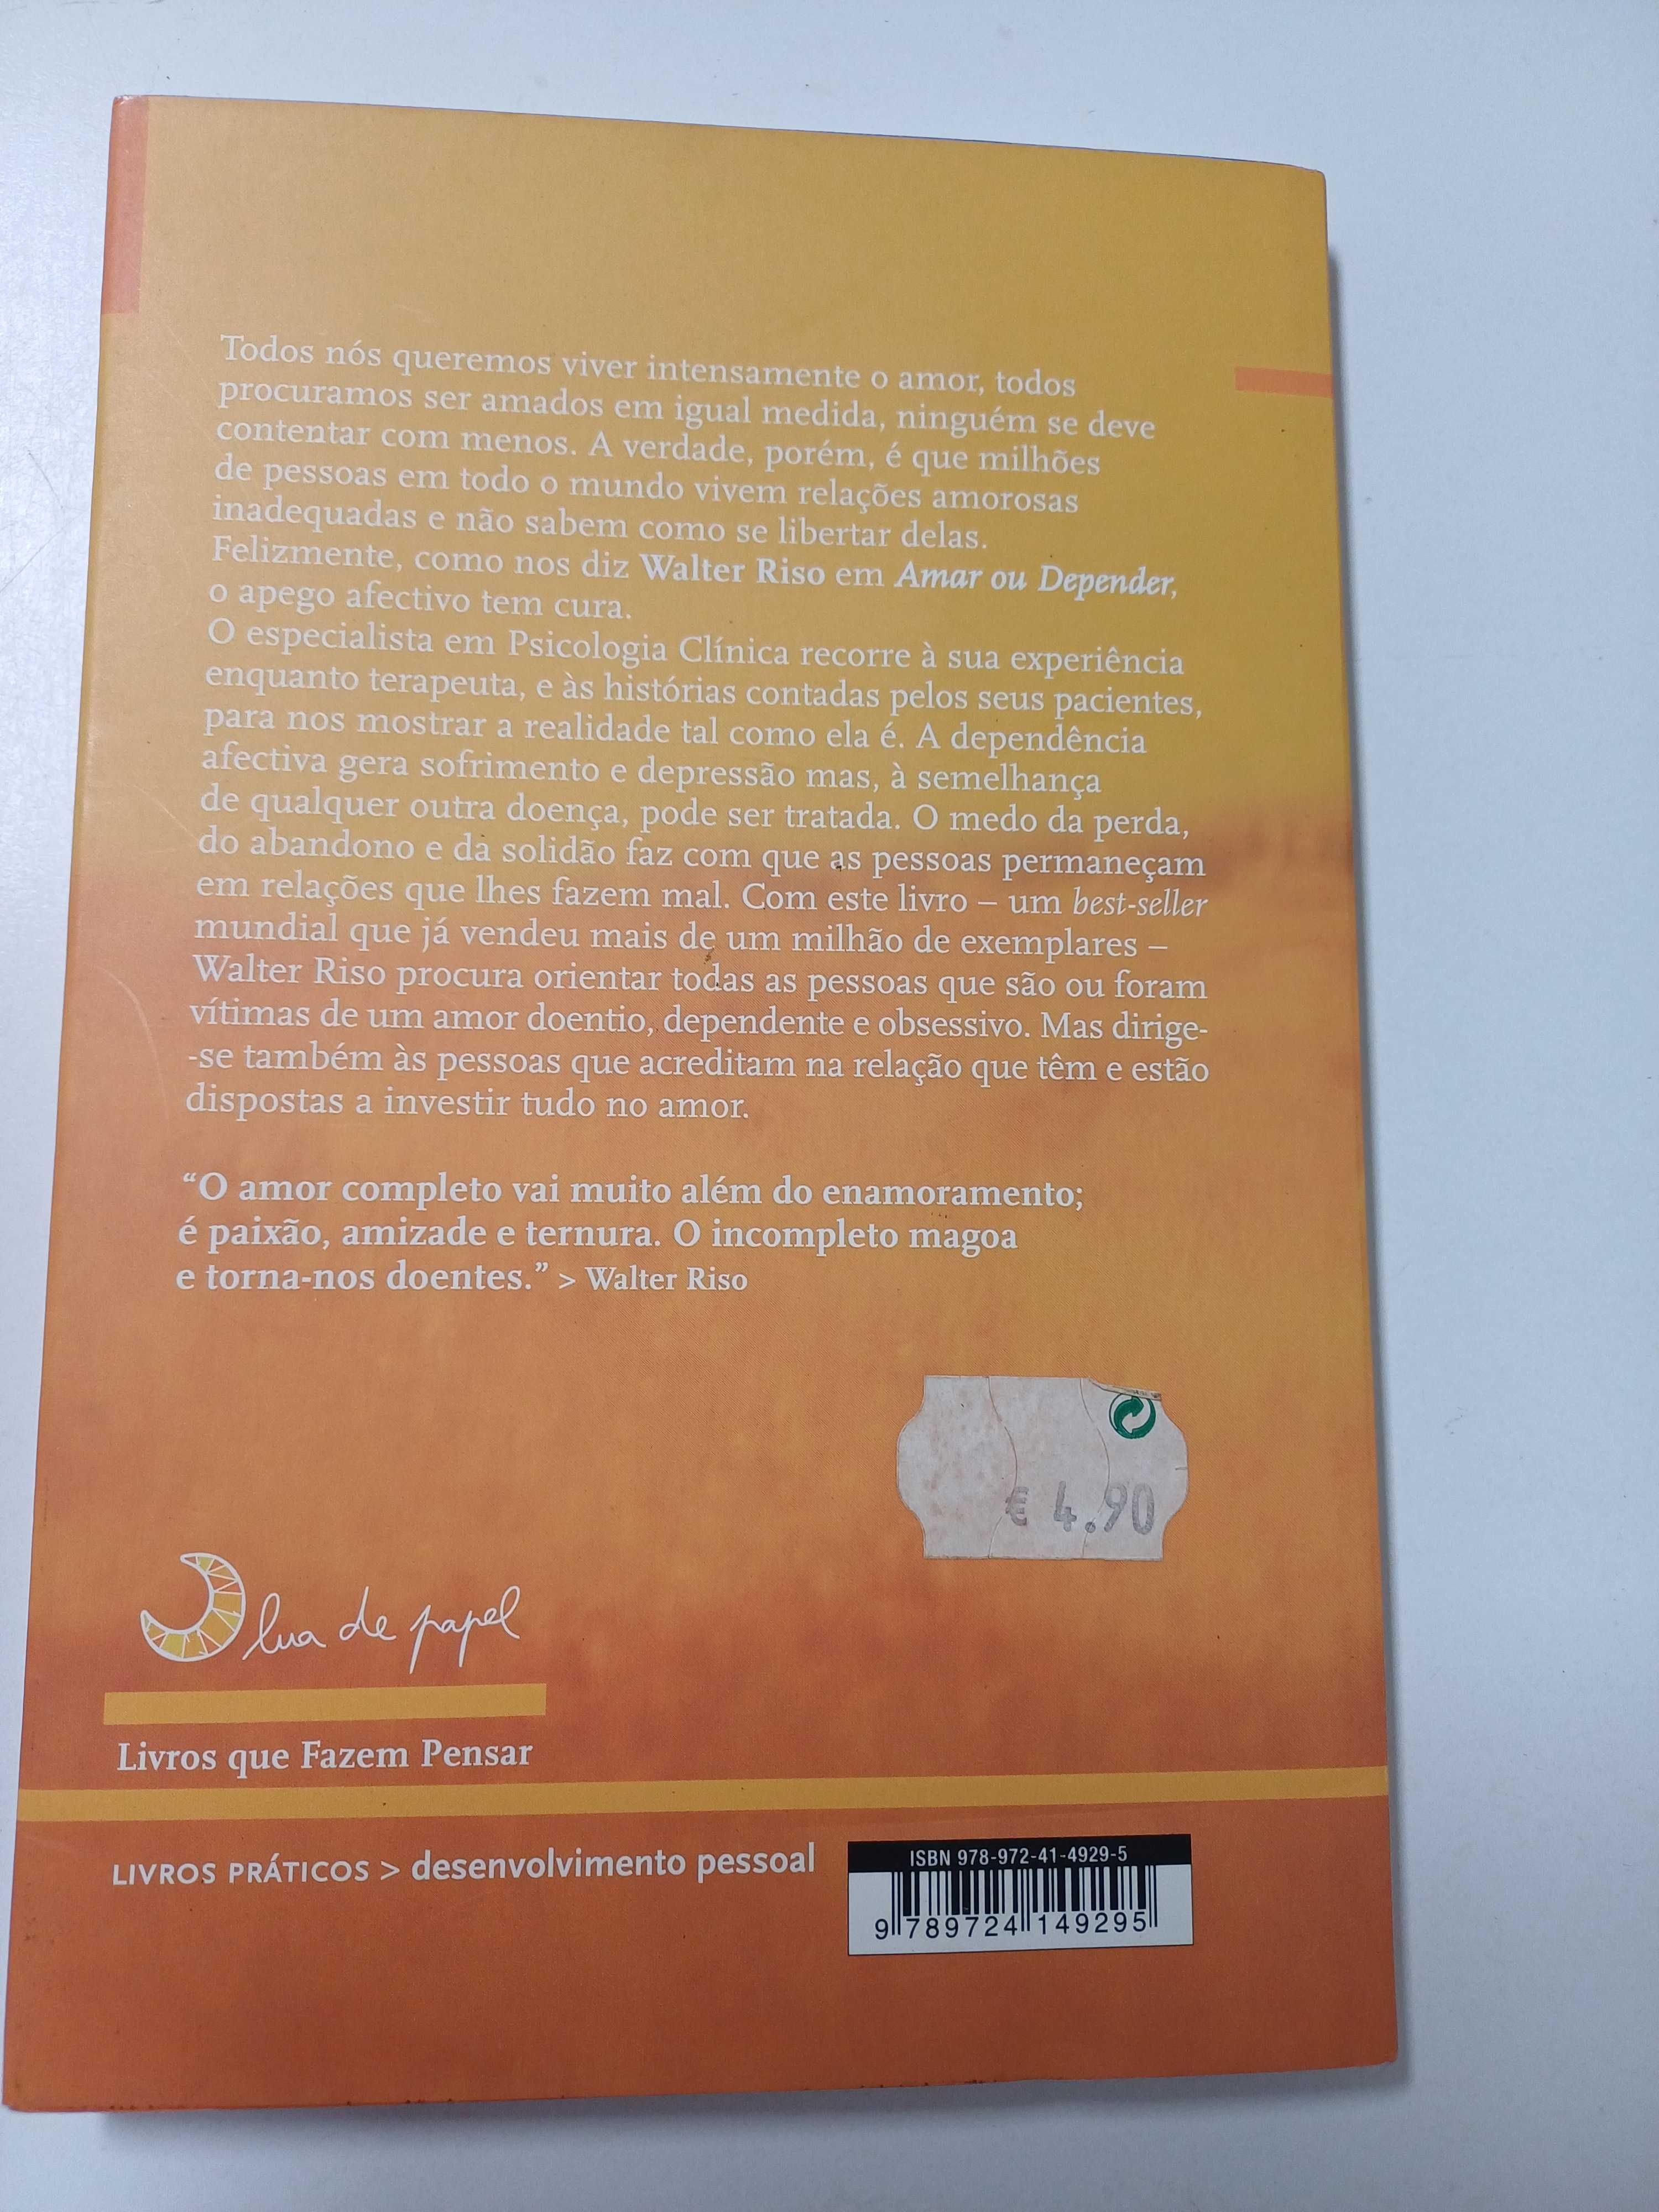 Todos nós queremos viver intensamente o amor, todos
procuramos ser amados em igual medida, ninguém se deve
contentar com menos. A verdade, porém, é que milhões
de pessoas em todo o mundo vivem relações amorosas
inadequadas e não sabem como se libertar delas.
Felizmente, como nos diz Walter Riso em Amar ou Depender,
o apego afectivo tem cura.
O especialista em Psicologia Clínica recorre à sua experiência
enquanto terapeuta, e às histórias contadas pelos seus pacientes,
para nos mostrar a realidade tal como ela é. A dependência
afectiva gera sofrimento e depressão mas, à semelhança
de qualquer outra doença, pode ser tratada. O medo da perda,
do abandono e da solidão faz com que as pessoas permaneçam
em relações que lhes fazem mal. Com este livro – um best-seller
mundial que já vendeu mais de um milhão de exemplares –
Walter Riso procura orientar todas as pessoas que são ou foram
vítimas de um amor doentio, dependente e obsessivo. Mas dirige-
-se também às pessoas que acreditam na relação que têm e estão
dispostas a investir tudo no amor.
“O amor completo vai muito além do enamoramento;
é paixão, amizade e ternura. O incompleto magoa
e torna-nos doentes.” > Walter Riso
€ 4.90
lua de papel
Livros que Fazem Pensar
LIVROS PRÁTICOS > desenvolvimento pessoal
ISBN 978-972-41-4929-5
9 789724 149295